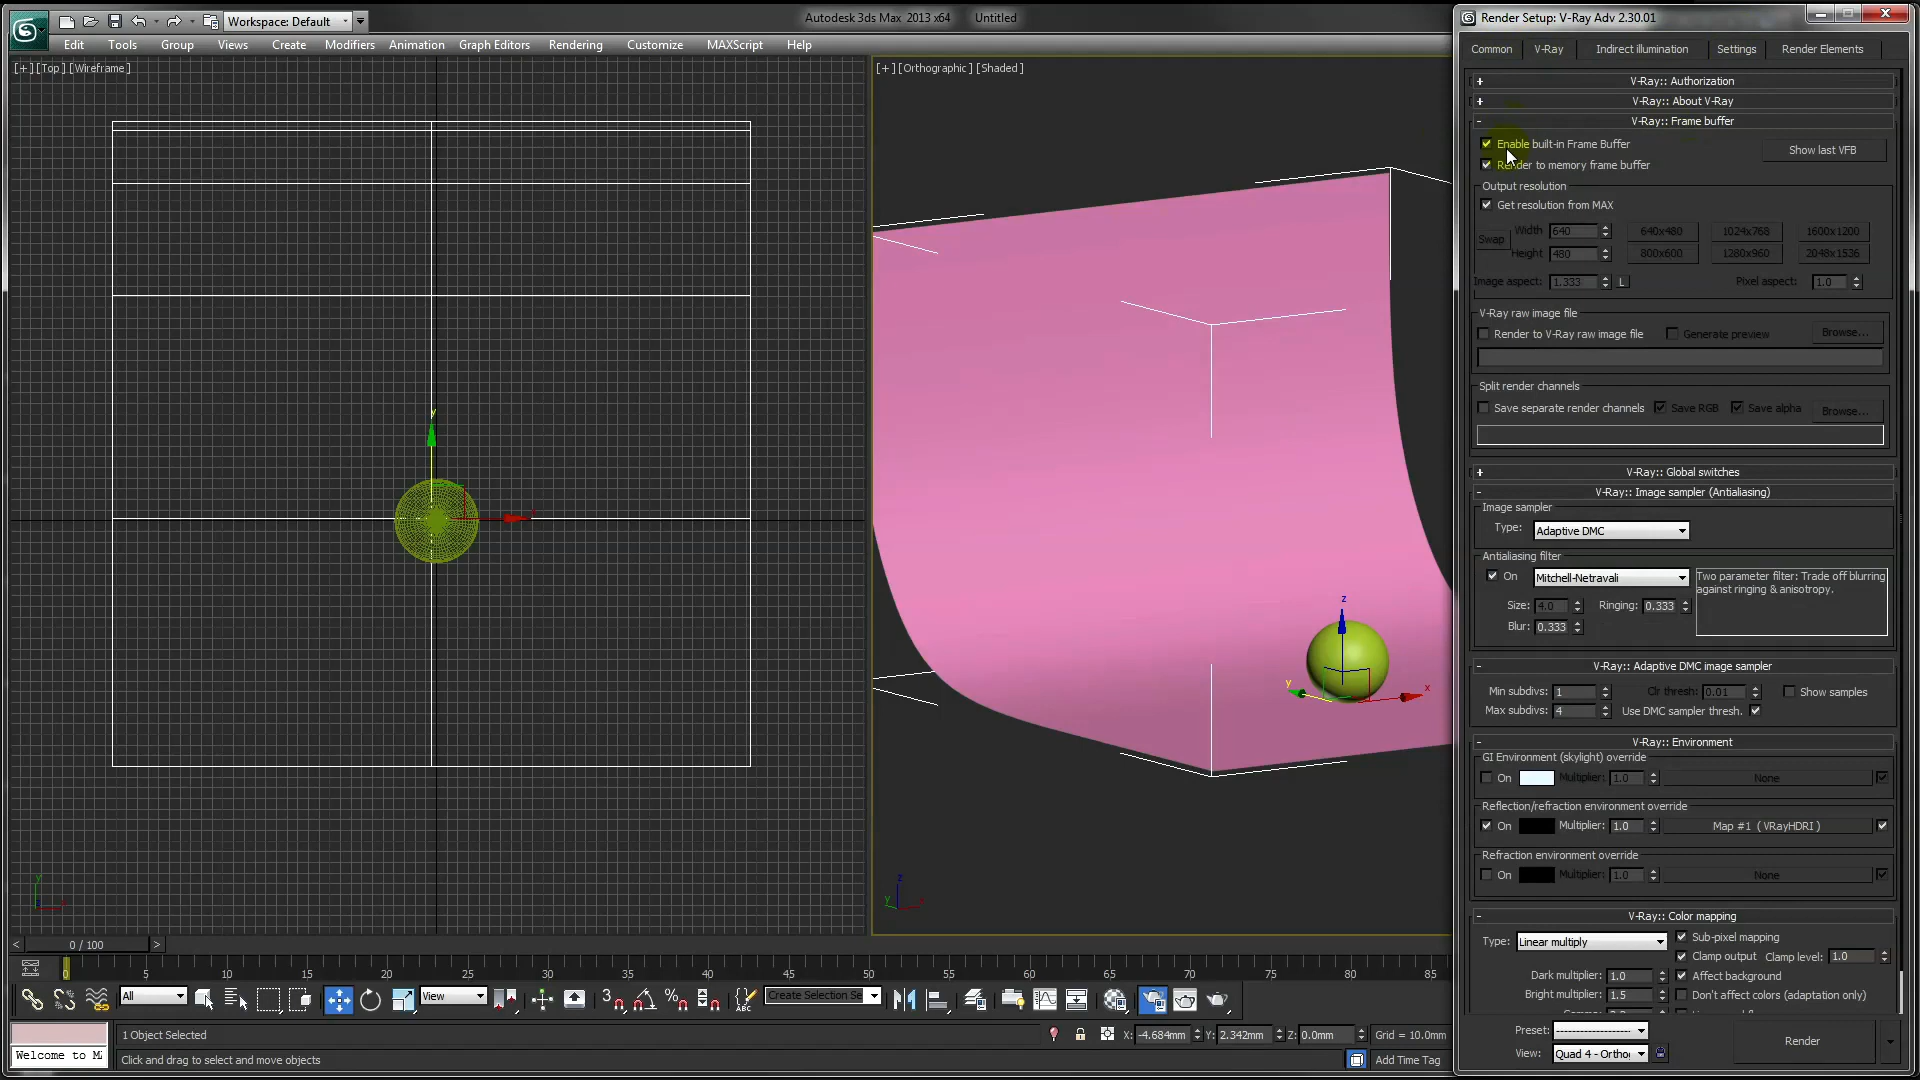 Workspace: Default
Autodesk 3ds Max 2013 x64 Untitled
Edit Tools Group Views Create Modifiers Animation Graph Editors Rendering Customize MAXScript Help
[+][Top][Wireframe]
y
x
y
[+][Orthographic][Shaded]
z
y
x
z
y
Render Setup: V-Ray Adv 2.30.01
Common V-Ray Indirect illumination Settings Render Elements
+ V-Ray:: Authorization
+ V-Ray:: About V-Ray
- V-Ray:: Frame buffer
Enable built-in Frame Buffer
Show last VFB
Render to memory frame buffer
Output resolution
Get resolution from MAX
Swap
Width 640 640x480 1024x768 1600x1200
Height 480 800x600 1280x960 2048x1536
Image aspect: 1.333 L Pixel aspect: 1.0
V-Ray raw image file
Render to V-Ray raw image file Generate preview Browse...
Split render channels
Save separate render channels Save RGB Save alpha Browse...
+ V-Ray:: Global switches
- V-Ray:: Image sampler (Antialiasing)
Image sampler
Type: Adaptive DMC
Antialiasing filter
On Mitchell-Netravali
Two parameter filter: Trade off blurring
against ringing & anisotropy.
Size: 4.0 Ringing: 0.333
Blur: 0.333
- V-Ray:: Adaptive DMC image sampler
Min subdivs: 1 Clr thresh: 0.01 Show samples
Max subdivs: 4 Use DMC sampler thresh.
- V-Ray:: Environment
GI Environment (skylight) override
On Multiplier: 1.0 None
Reflection/refraction environment override
On Multiplier: 1.0 Map #1 ( VRayHDRI )
Refraction environment override
On Multiplier: 1.0 None
- V-Ray:: Color mapping
Type: Linear multiply Sub-pixel mapping
Clamp output Clamp level: 1.0
Dark multiplier: 1.0 Affect background
Bright multiplier: 1.5 Don't affect colors (adaptation only)
Preset: ------------------
View: Quad 4 - Ortho
Render
< 0 / 100 >
0 5 10 15 20 25 30 35 40 45 50 55 60 65 70 75 80 85
All View 3 % ABC Create Selection Se
1 Object Selected
X: -4.684mm Y: 2.342mm Z: 0.0mm Grid = 10.0mm
Welcome to M
Click and drag to select and move objects
Add Time Tag